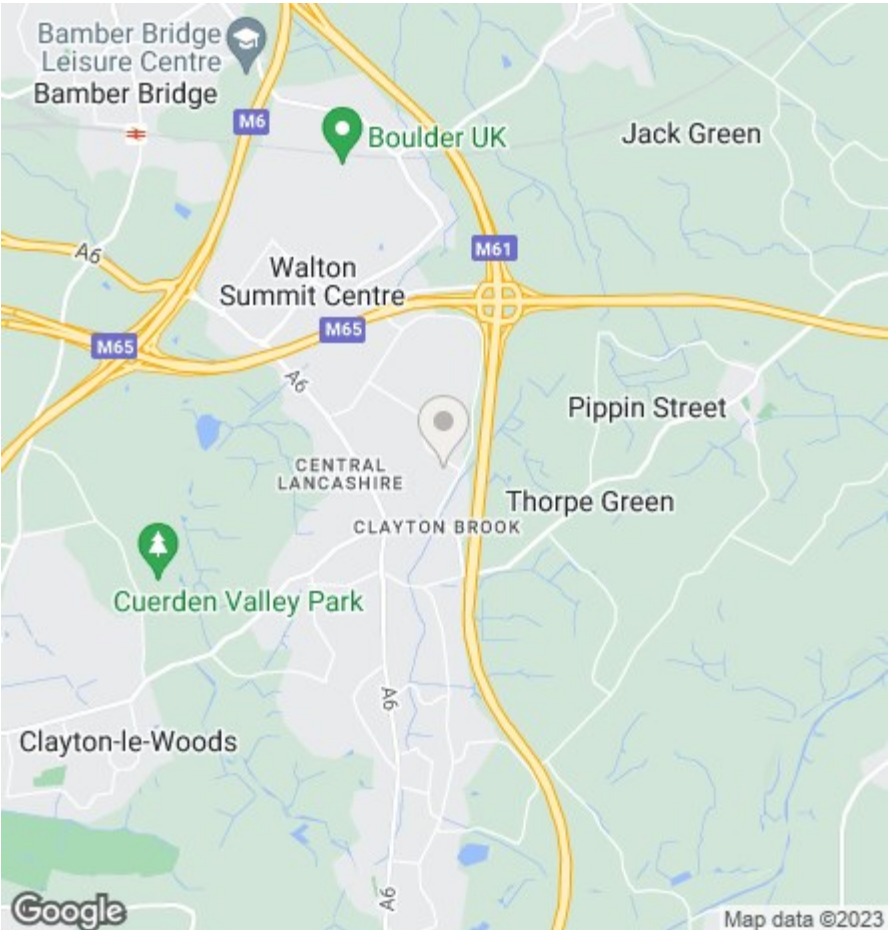 Bamber Bridge
Leisure Centre
Bamber Bridge
M6
Boulder UK
Jack Green
A6
M61
Walton
Summit Centre
M65
M65
A6
Pippin Street
CENTRAL
LANCASHIRE
Thorpe Green
CLAYTON BROOK
Cuerden Valley Park
A6
Clayton-le-Woods
A6
Google
Map data ©2023